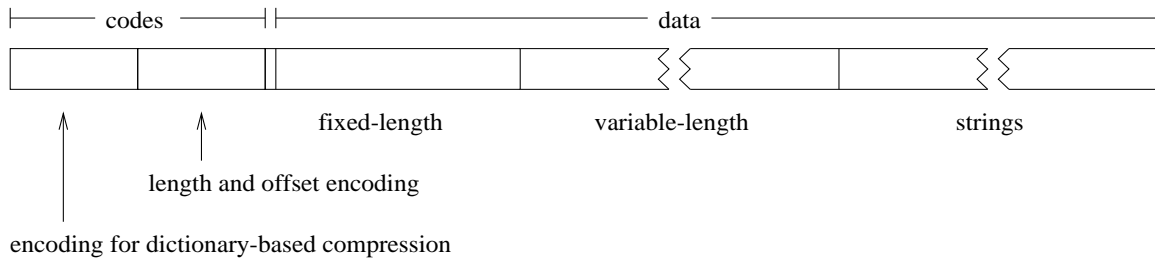 codes
data
fixed-length
variable-length
strings
length and offset encoding
encoding for dictionary-based compression